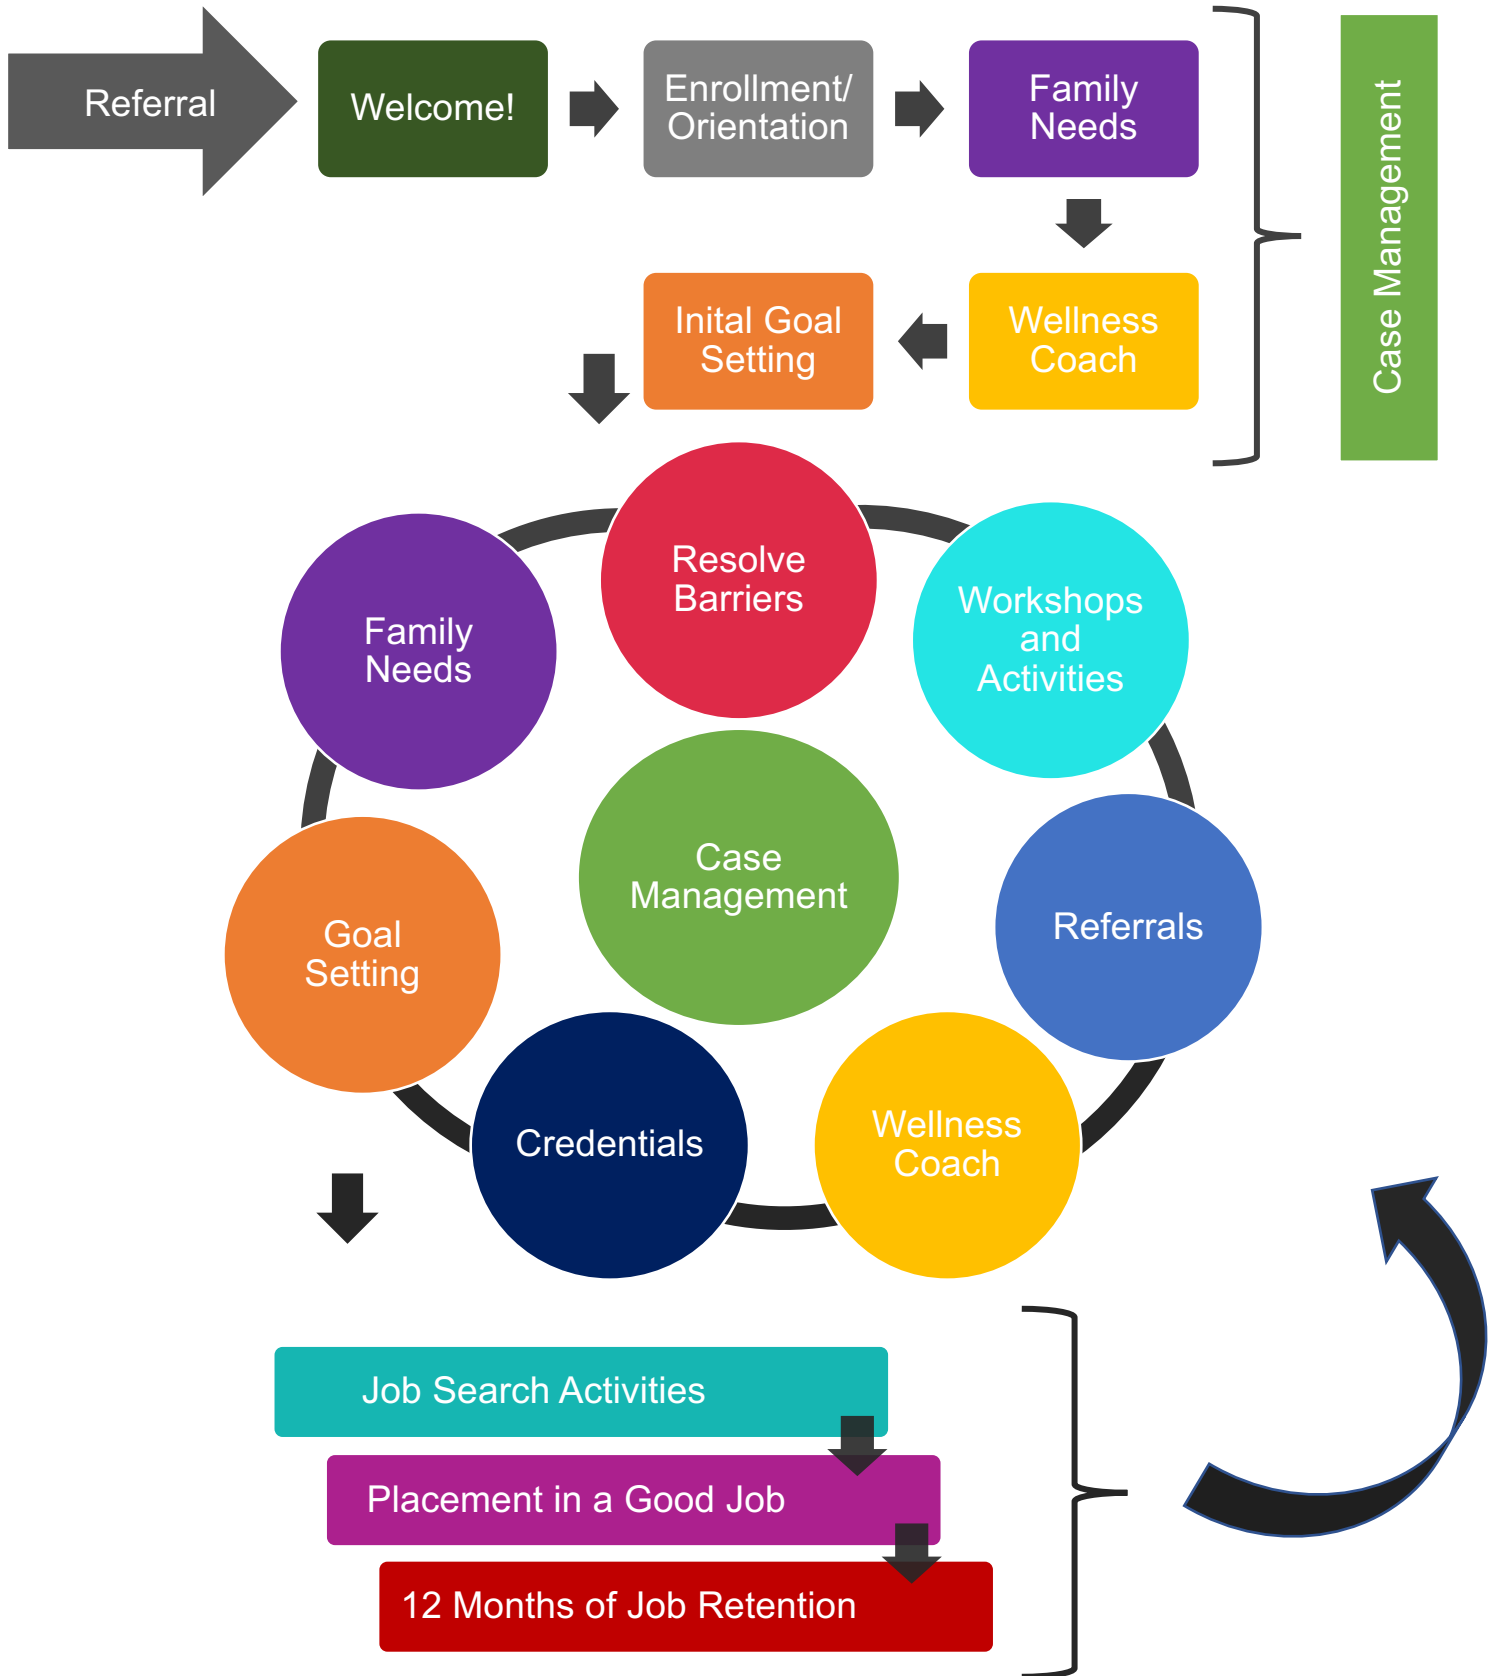 Referral
Welcome!
Enrollment/
Orientation
Family
Needs
Case Management
Inital Goal
Setting
Wellness
Coach
Resolve
Barriers
Workshops
and
Activities
Family
Needs
Case
Management
Referrals
Goal
Setting
Credentials
Wellness
Coach
Job Search Activities
Placement in a Good Job
12 Months of Job Retention